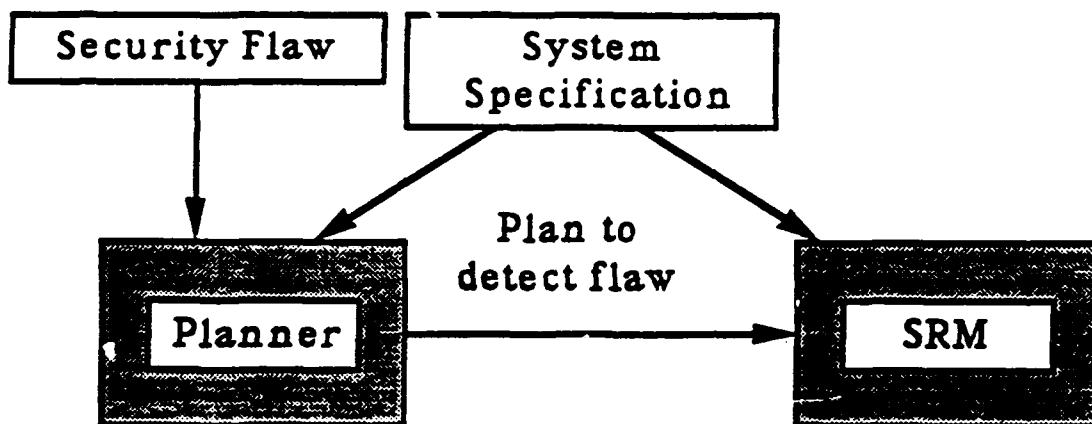 Security Flaw
System
Specification
Plan to
detect flaw
Planner
SRM